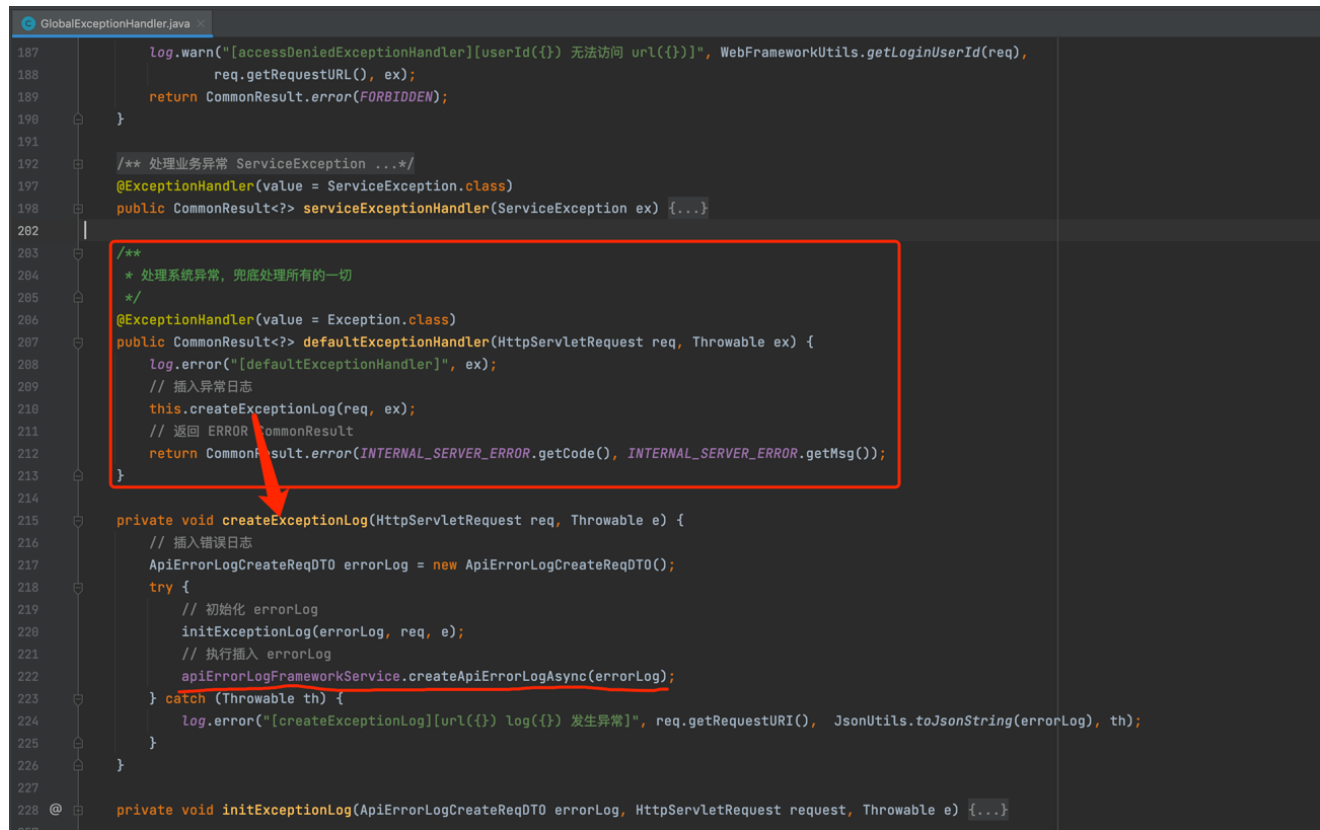 GlobalExceptionHandler.java
187 log.warn("[accessDeniedExceptionHandler][userId({}) 无法访问 url({})]", WebFrameworkUtils.getLoginUserId(req),
188 req.getRequestURL(), ex);
189 return CommonResult.error(FORBIDDEN);
190 }
191
192 /** 处理业务异常 ServiceException ...*/
197 @ExceptionHandler(value = ServiceException.class)
198 public CommonResult<?> serviceExceptionHandler(ServiceException ex) {...}
202
203 /**
204 * 处理系统异常，兜底处理所有的一切
205 */
206 @ExceptionHandler(value = Exception.class)
207 public CommonResult<?> defaultExceptionHandler(HttpServletRequest req, Throwable ex) {
208 log.error("[defaultExceptionHandler]", ex);
209 // 插入异常日志
210 this.createExceptionLog(req, ex);
211 // 返回 ERROR CommonResult
212 return CommonResult.error(INTERNAL_SERVER_ERROR.getCode(), INTERNAL_SERVER_ERROR.getMsg());
213 }
214
215 private void createExceptionLog(HttpServletRequest req, Throwable e) {
216 // 插入错误日志
217 ApiErrorLogCreateReqDTO errorLog = new ApiErrorLogCreateReqDTO();
218 try {
219 // 初始化 errorLog
220 initExceptionLog(errorLog, req, e);
221 // 执行插入 errorLog
222 apiErrorLogFrameworkService.createApiErrorLogAsync(errorLog);
223 } catch (Throwable th) {
224 log.error("[createExceptionLog][url({}) log({}) 发生异常]", req.getRequestURI(), JsonUtils.toJsonString(errorLog), th);
225 }
226 }
227
228 @ private void initExceptionLog(ApiErrorLogCreateReqDTO errorLog, HttpServletRequest request, Throwable e) {...}